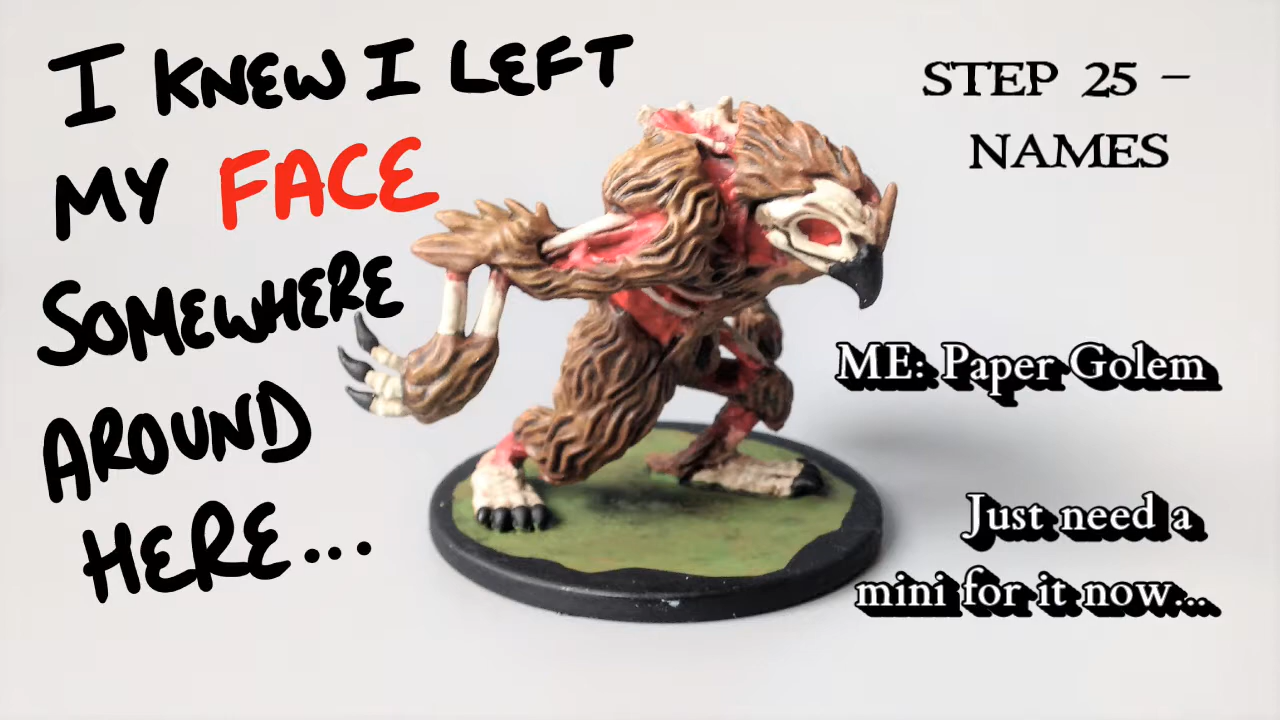 I KNEW I LEFT
MY FACE
SOMEWHERE
AROUND
HERE...
STEP 25 –
NAMES
ME: Paper Golem
Just need a
mini for it now...